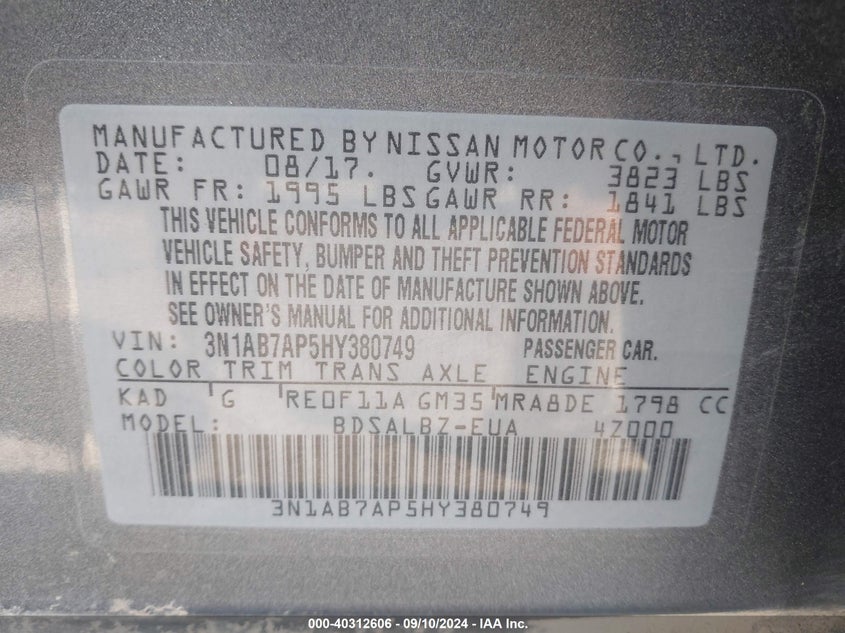 MANUFACTURED BY NISSAN MOTOR CO., LTD.
DATE: 08/17. GVWR: 3823 LBS
GAWR FR: 1995 LBS GAWR RR: 1841 LBS
THIS VEHICLE CONFORMS TO ALL APPLICABLE FEDERAL MOTOR
VEHICLE SAFETY, BUMPER AND THEFT PREVENTION STANDARDS
IN EFFECT ON THE DATE OF MANUFACTURE SHOWN ABOVE.
SEE OWNER'S MANUAL FOR ADDITIONAL INFORMATION.
VIN: 3N1AB7AP5HY380749 PASSENGER CAR.
COLOR TRIM TRANS AXLE ENGINE
KAD G RE0F11A GM35 MRA8DE 1798 CC
MODEL: BDSALBZ-EUA 4Z000
3N1AB7AP5HY380749
000-40312606 - 09/10/2024 - IAA Inc.